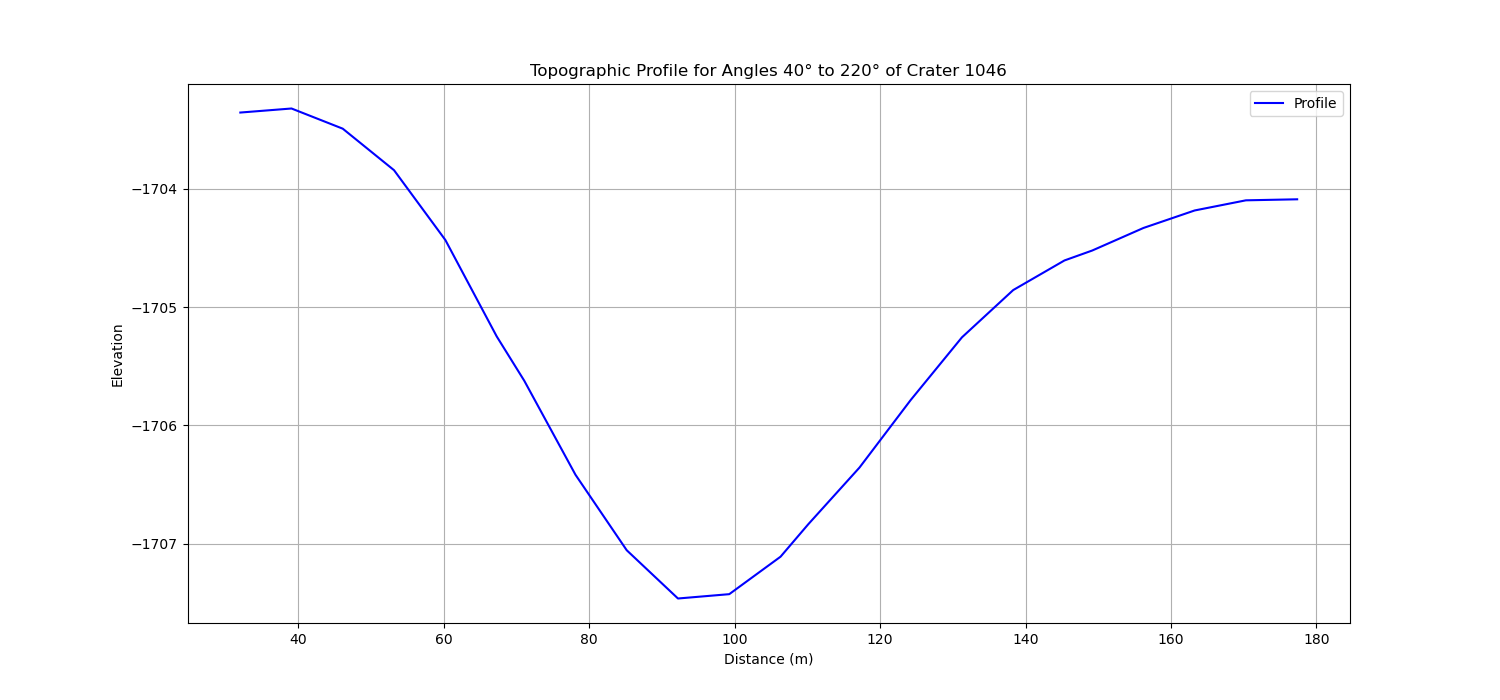 Topographic Profile for Angles 40° to 220° of Crater 1046
Profile
−1704
−1705
−1706
−1707
Elevation
40 60 80 100 120 140 160 180
Distance (m)